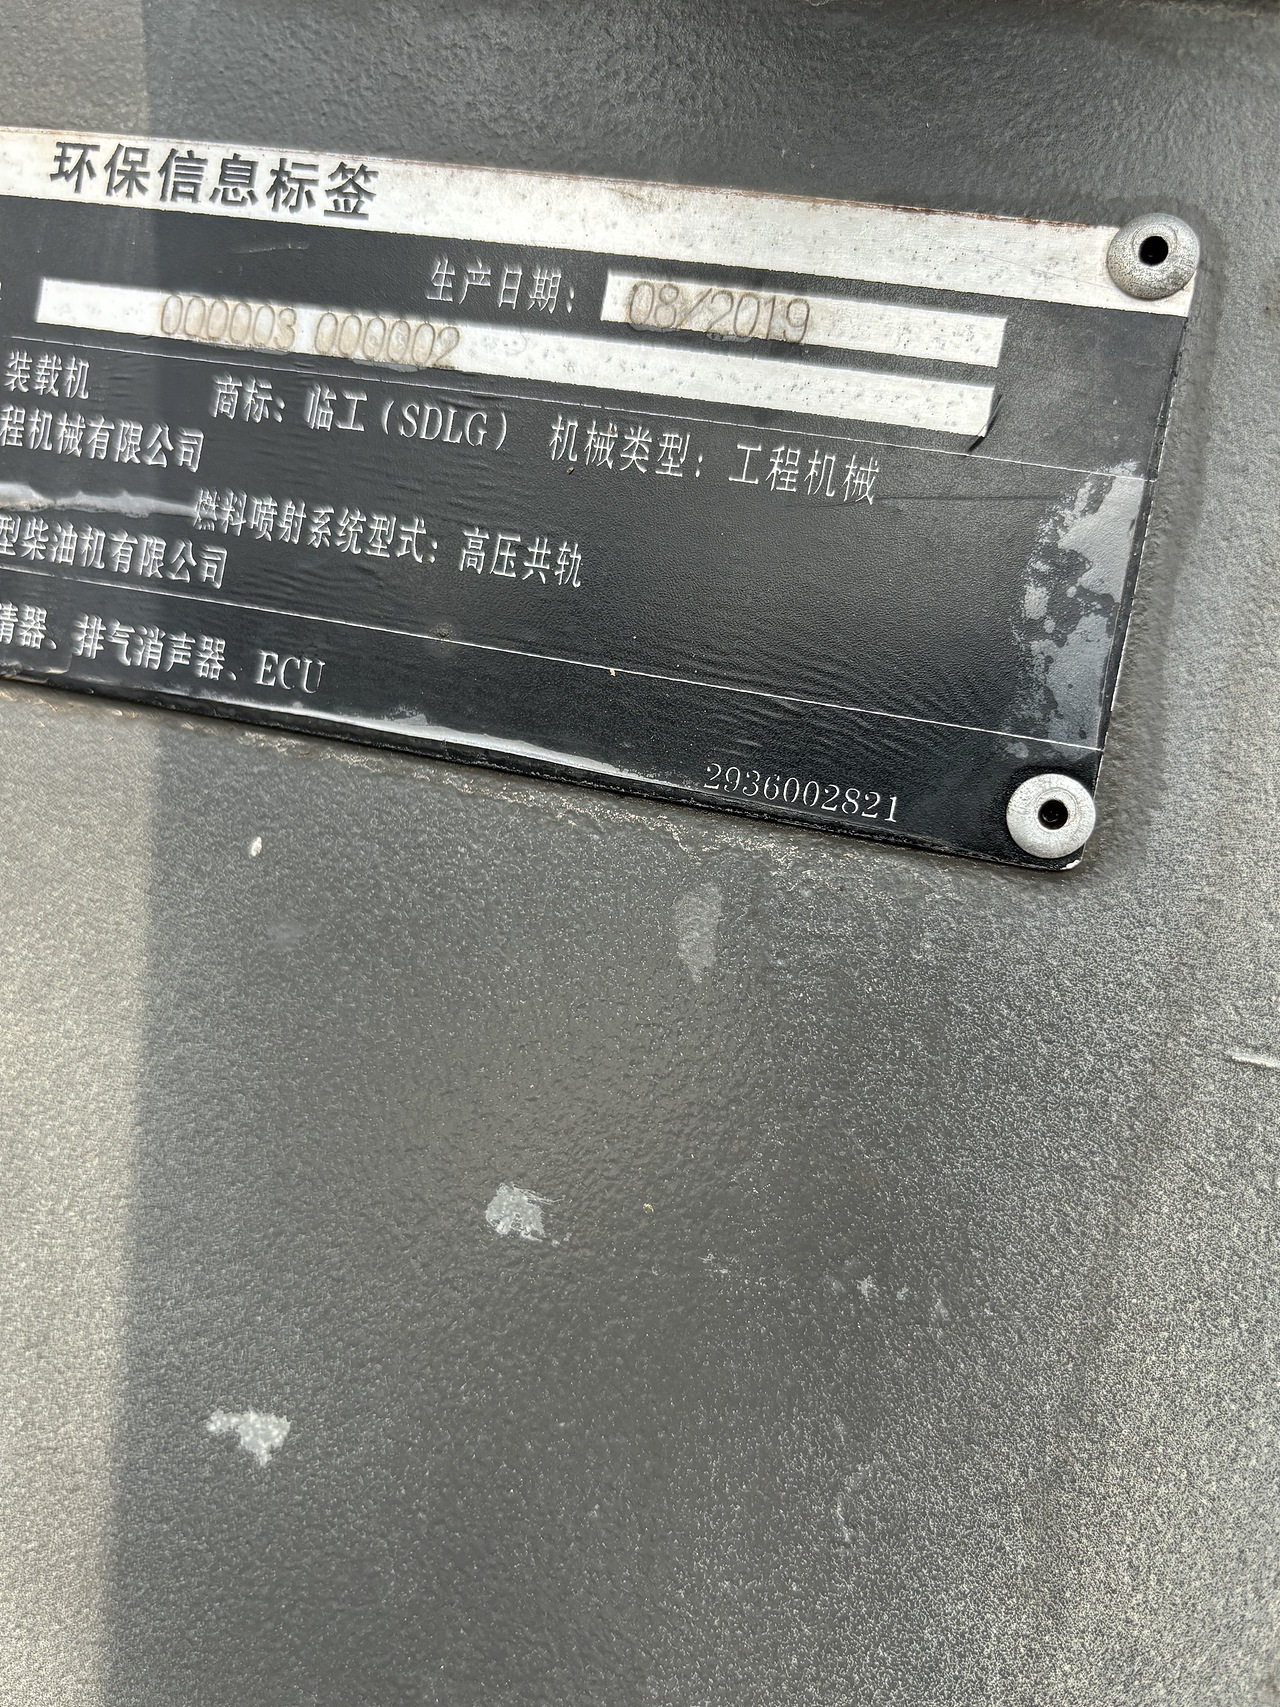 环保信息标签
生产日期: 08/2019
000003 000002
装载机 商标: 临工(SDLG) 机械类型: 工程机械
程机械有限公司
燃料喷射系统型式: 高压共轨
型柴油机有限公司
清器、排气消声器、ECU
2936002821